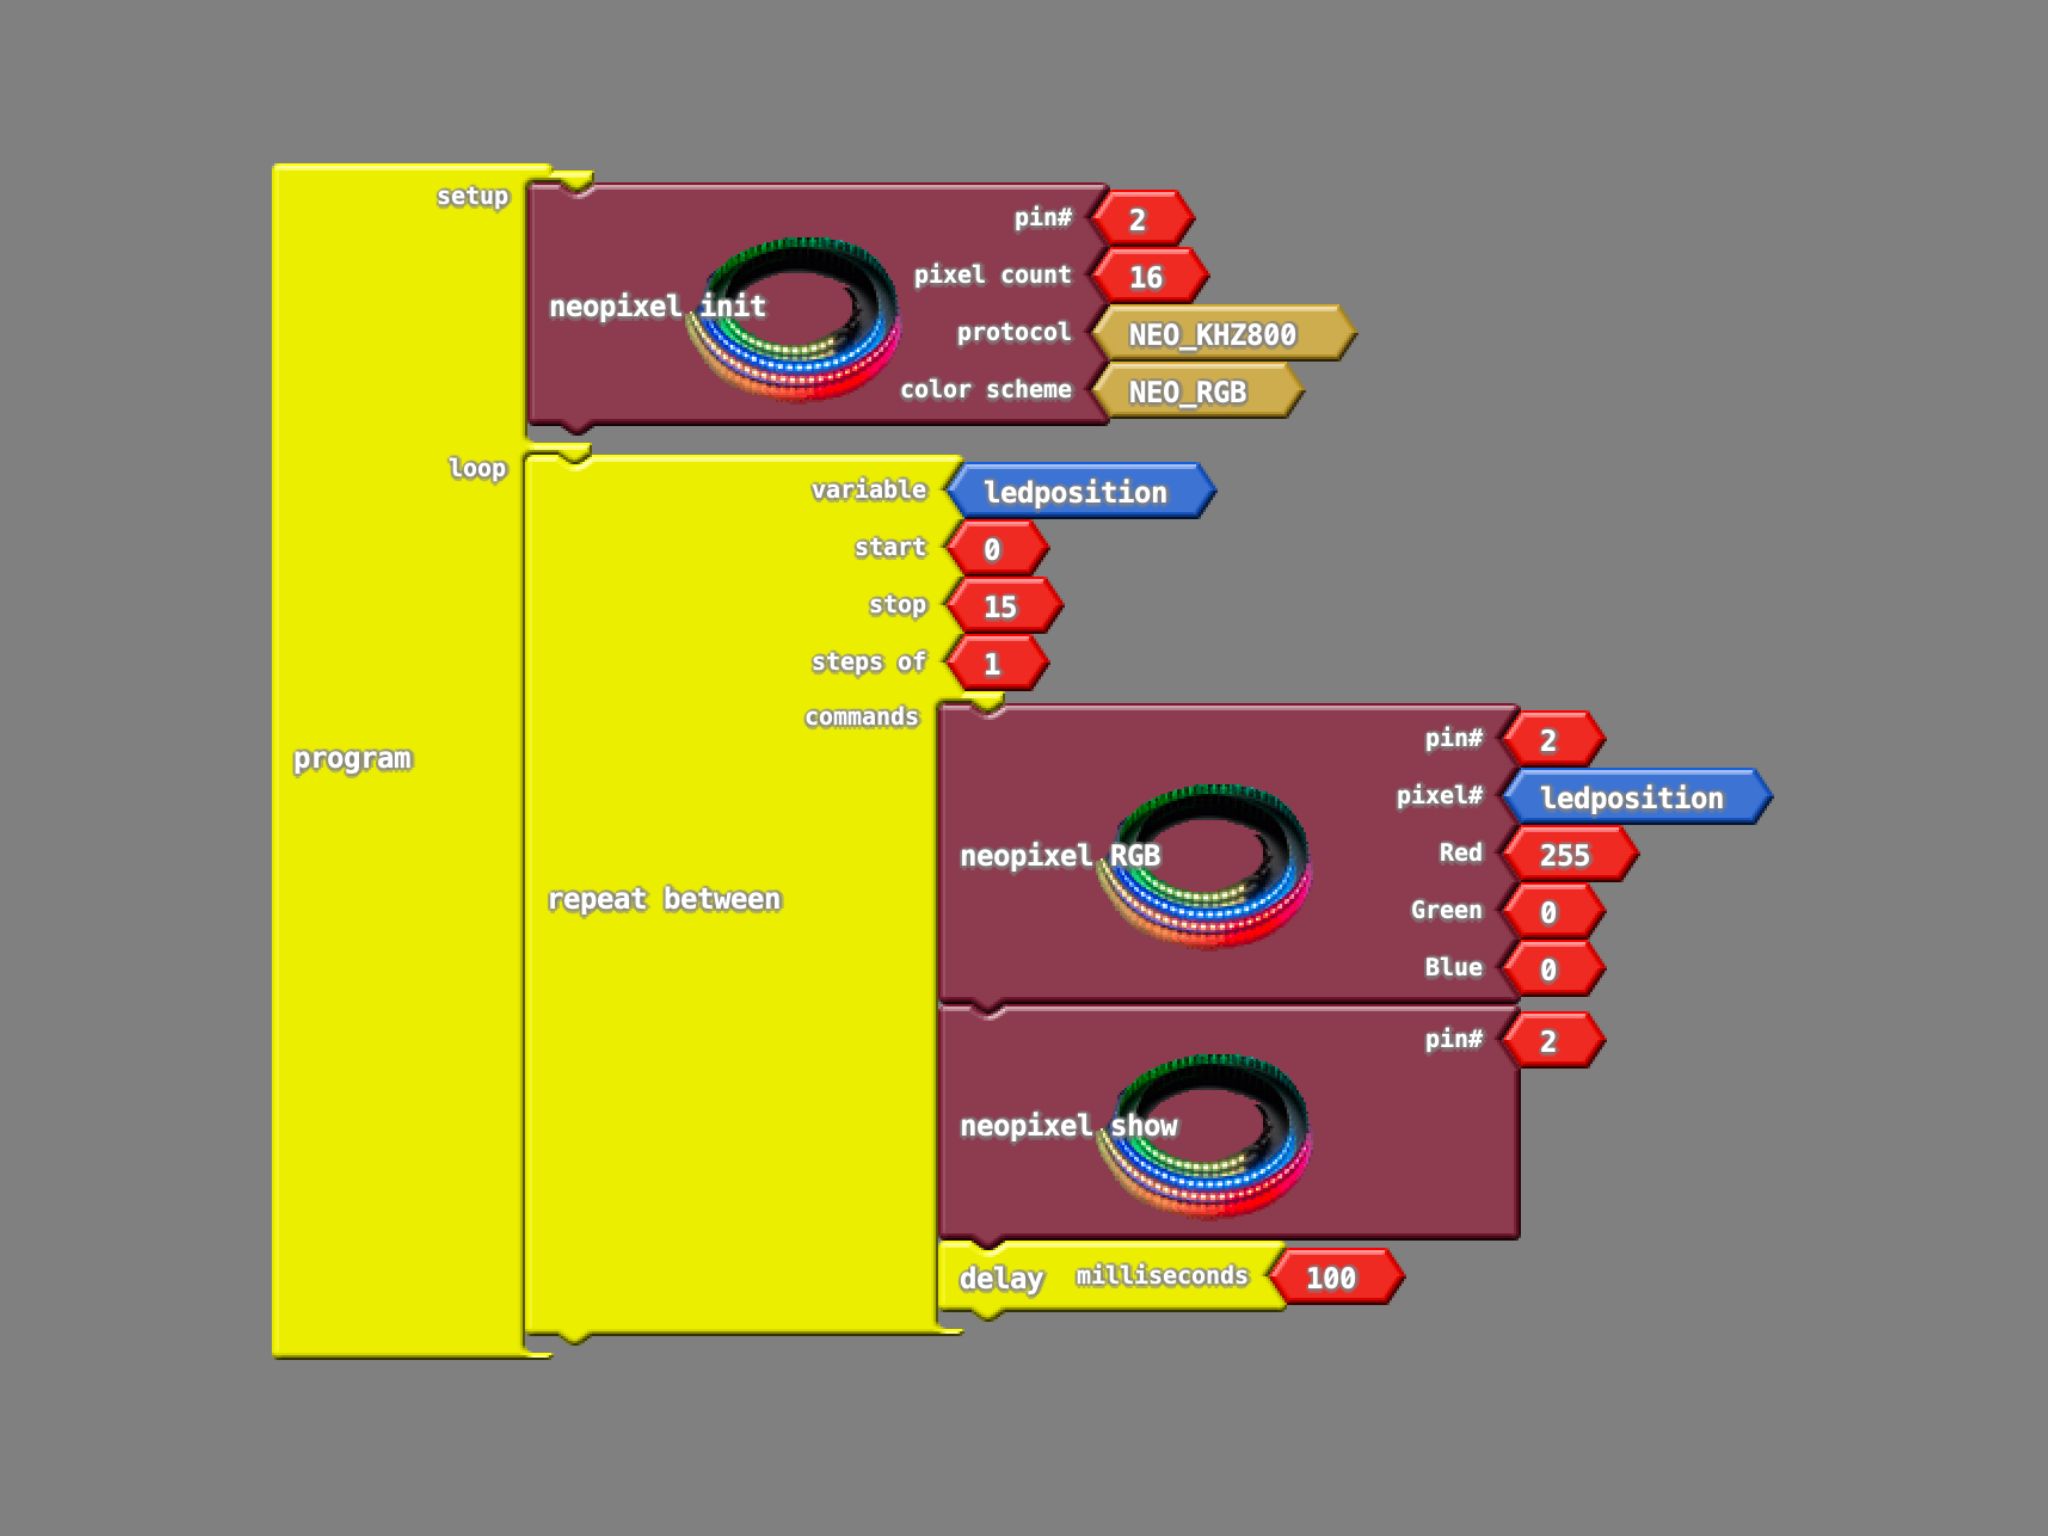 setup
pin# 2
pixel count 16
neopixel init
protocol NEO_KHZ800
color scheme NEO_RGB
loop
variable ledposition
start 0
stop 15
steps of 1
commands
pin# 2
program
pixel# ledposition
Red 255
neopixel RGB
repeat between
Green 0
Blue 0
pin# 2
neopixel show
delay milliseconds 100